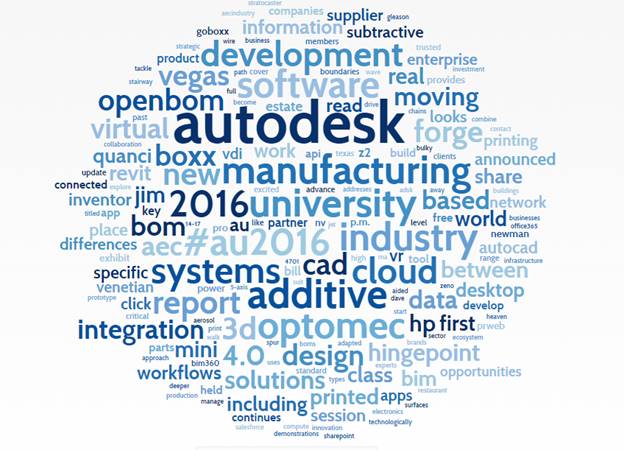 stratocaster
aecindustry companies supplier gleason
goboxx information subtractive
wire business members
strategic development trusted
product enterprise
tackle path cover boundaries wave investment
stairway vegas software real provides
full
openbom become estate read drive moving
past autodesk chains looks combine
virtual forge contact
collaboration printing
quanci boxx vdi work api texas z2 build bulky clients announced
update revit new manufacturing share
connected explore excited advance addresses adsk away buildings
inventor jim 2016 university based network
titled app key 14-17 like partner nv jet p.m. level free world businesses
place bom pro au office365
differences aec #au2016 industry newman
autocad
exhibit 4701 high ma vr tool range infrastructure
specific systems bill cad cloud between
venetian power 5-axis suit aided zeno desktop
prototype click report additive dave data develop
critical start heaven
integration aerosol print 3d optomec hp first prweb
walk sector ecosystem
parts mini spur boms adapted brands
approach bim360 4.0 uses design hingepoint
workflows standard experts opportunities
deeper solutions types class bim
production held restaurant
manage including printed apps surfaces
continues session electronics
salesforce compute innovation technologically
demonstrations sharepoint